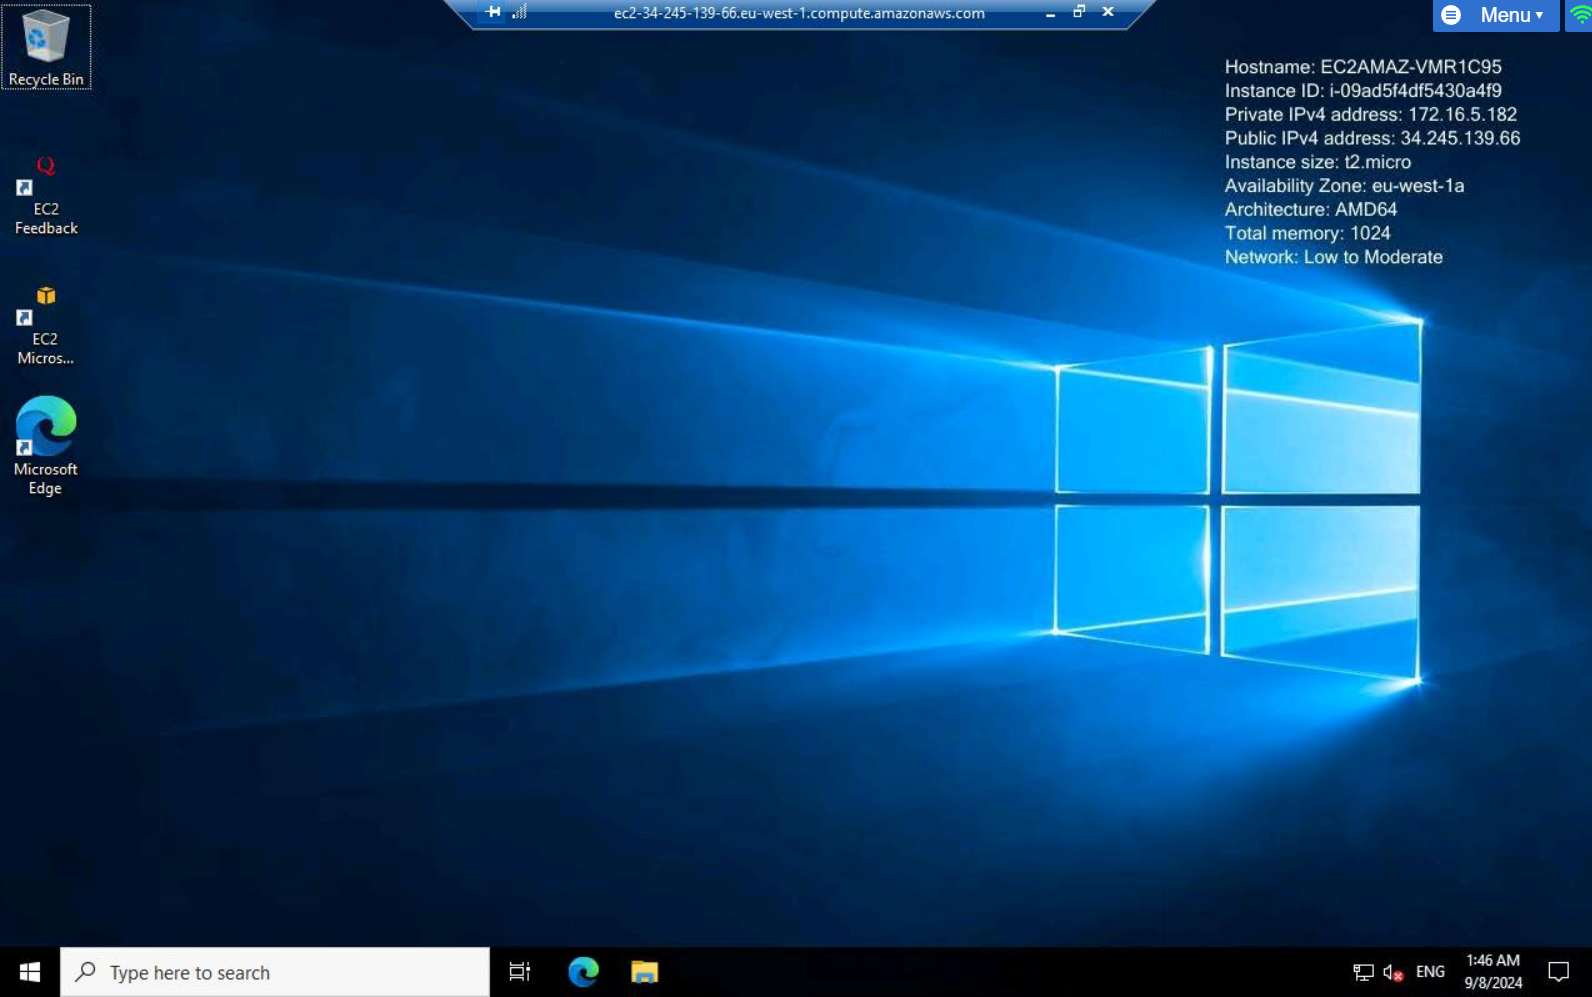 ec2-34-245-139-66.eu-west-1.compute.amazonaws.com
Menu
Recycle Bin
Hostname: EC2AMAZ-VMR1C95
Instance ID: i-09ad5f4df5430a4f9
Private IPv4 address: 172.16.5.182
Public IPv4 address: 34.245.139.66
Instance size: t2.micro
Availability Zone: eu-west-1a
Architecture: AMD64
Total memory: 1024
Network: Low to Moderate
Q
EC2
Feedback
EC2
Micros...
Microsoft
Edge
Type here to search
ENG
1:46 AM
9/8/2024